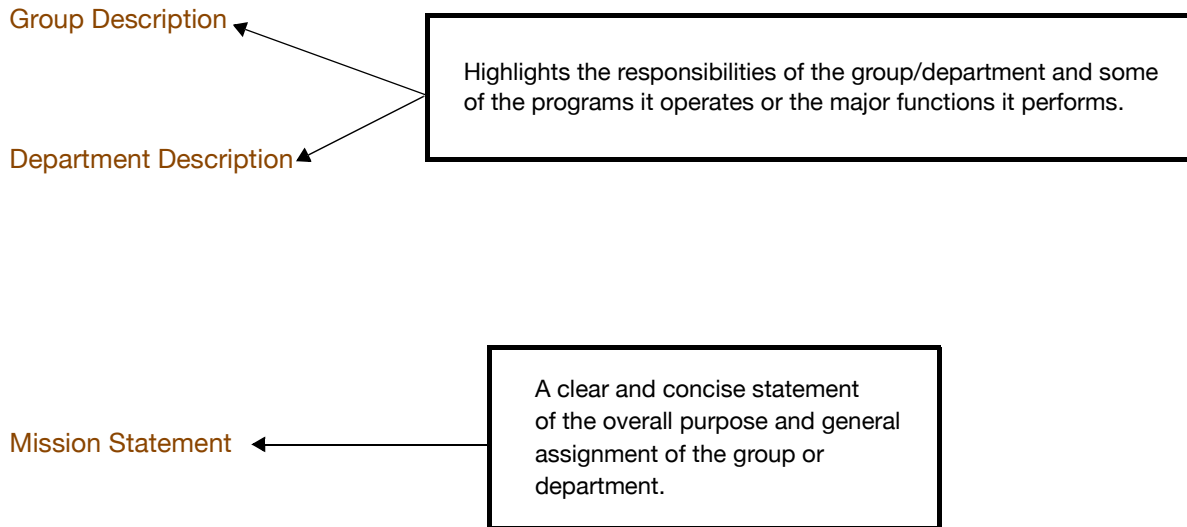 Group Description
Highlights the responsibilities of the group/department and some
of the programs it operates or the major functions it performs.
Department Description
A clear and concise statement
of the overall purpose and general
assignment of the group or
department.
Mission Statement